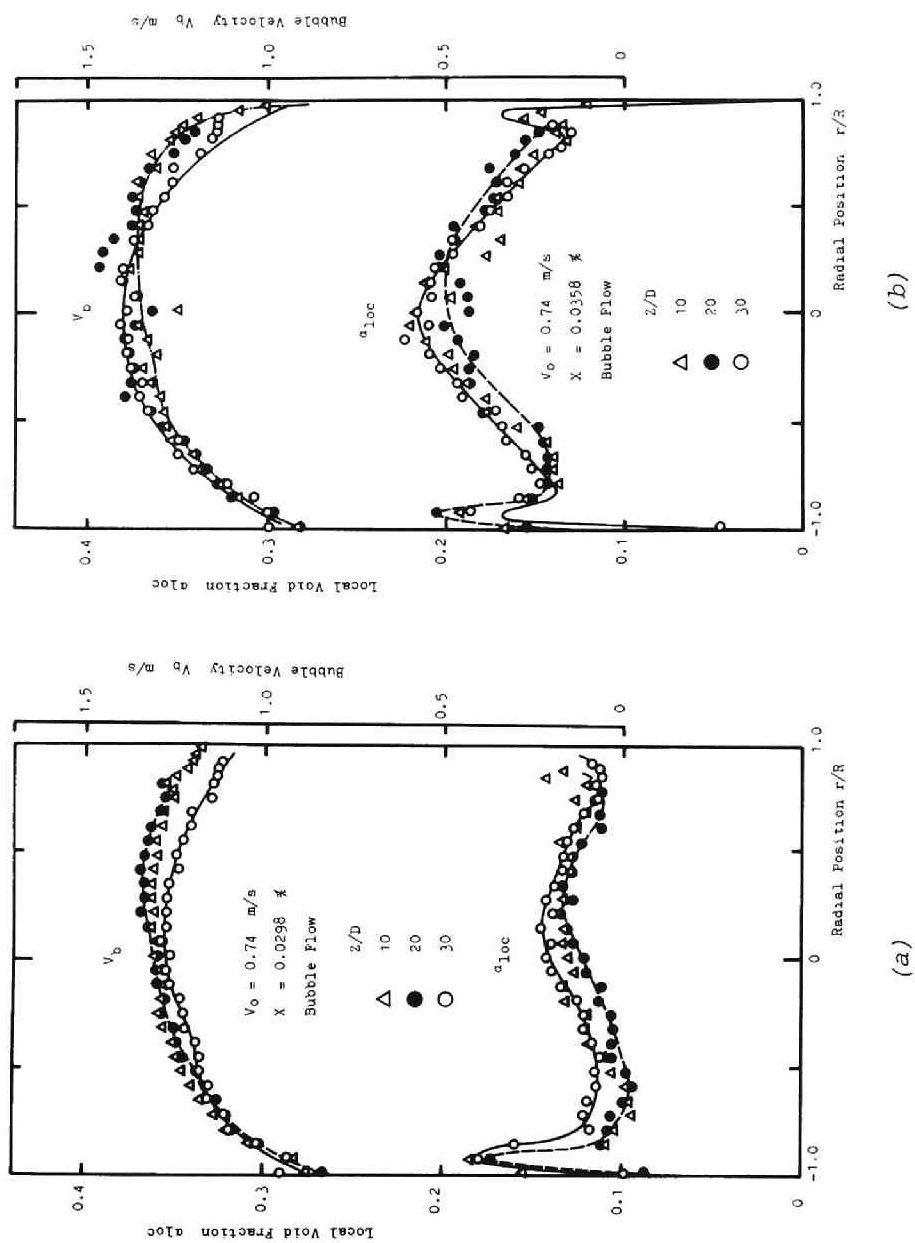 Local Void Fraction αloc
0.4
0.3
0.2
0.1
0
Bubble Velocity Vb m/s
1.5
1.0
0.5
0
Vb
V0 = 0.74 m/s
X = 0.0298 %
Bubble Flow
Z/D
△ 10
● 20
○ 30
αloc
-1.0
0
1.0
Radial Position r/R
(a)
Local Void Fraction αloc
0.4
0.3
0.2
0.1
0
Bubble Velocity Vb m/s
1.5
1.0
0.5
0
Vb
αloc
V0 = 0.74 m/s
X = 0.0358 %
Bubble Flow
Z/D
△ 10
● 20
○ 30
-1.0
0
1.0
Radial Position r/R
(b)